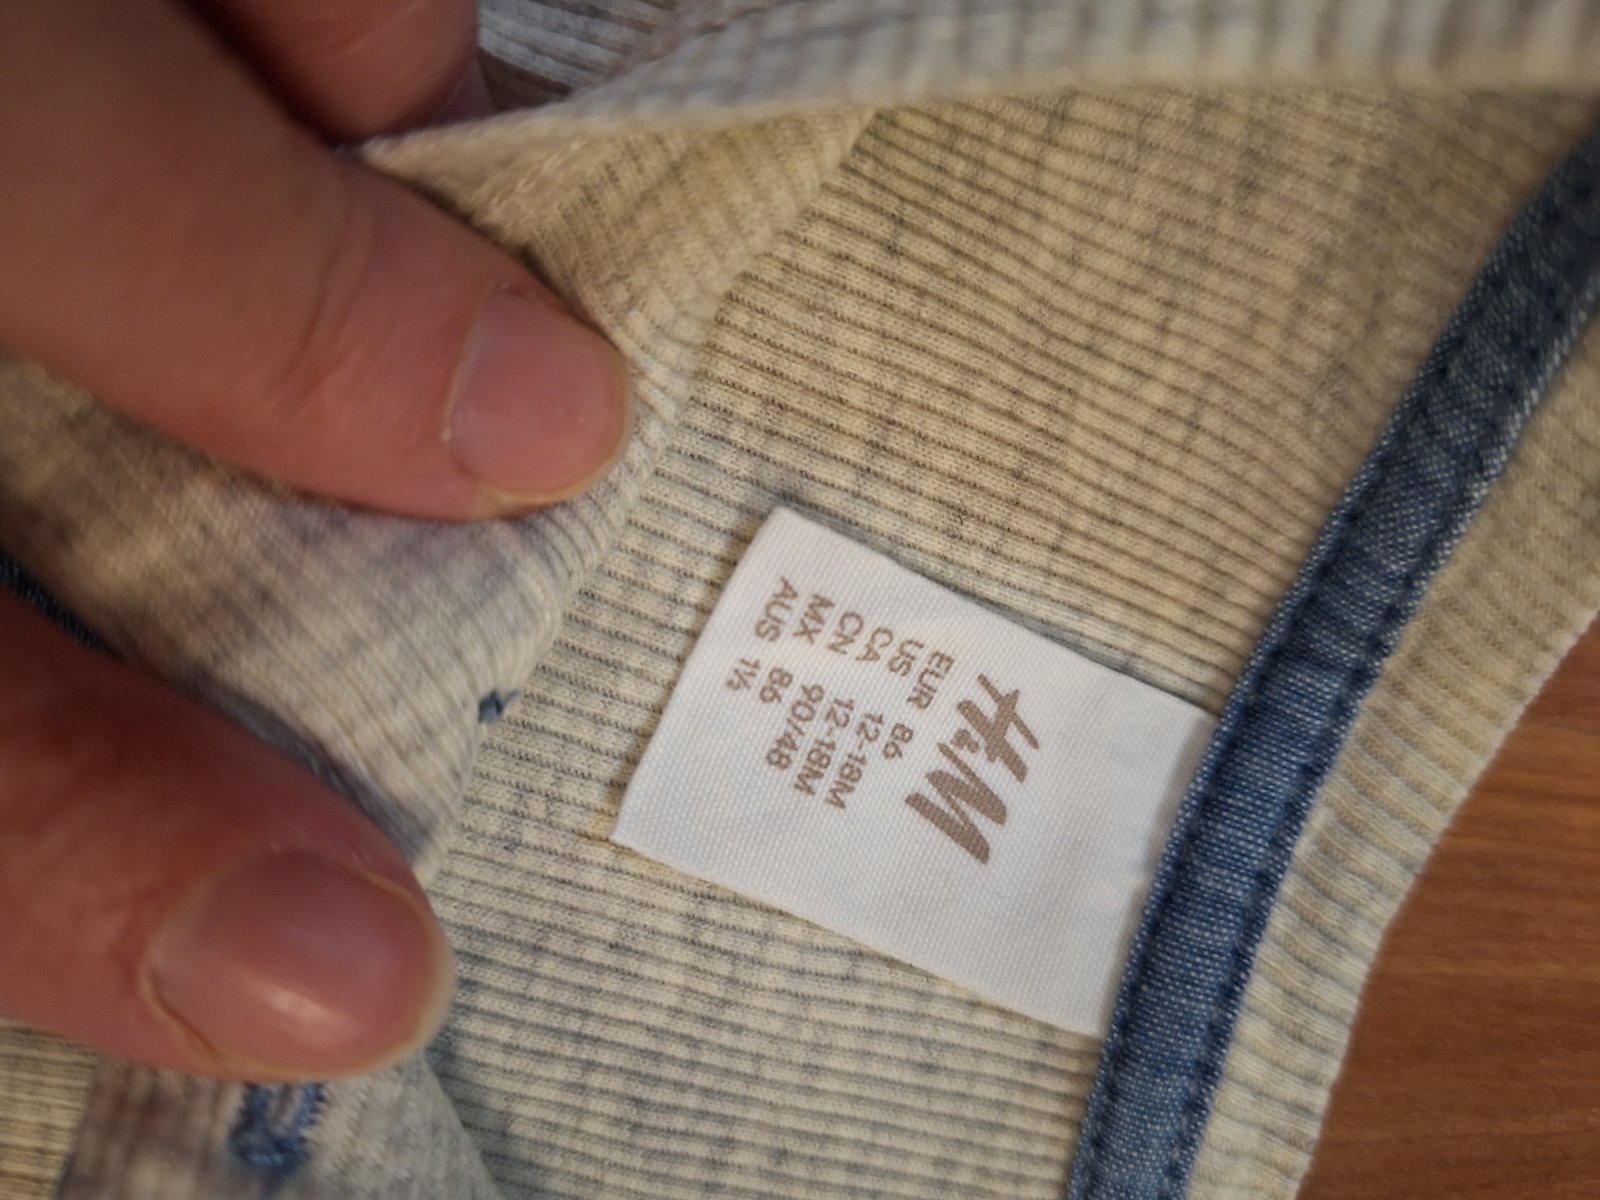 H&M
EUR 86
US 12-18M
CA 12-18M
CN 90/48
MX 86
AUS 1½